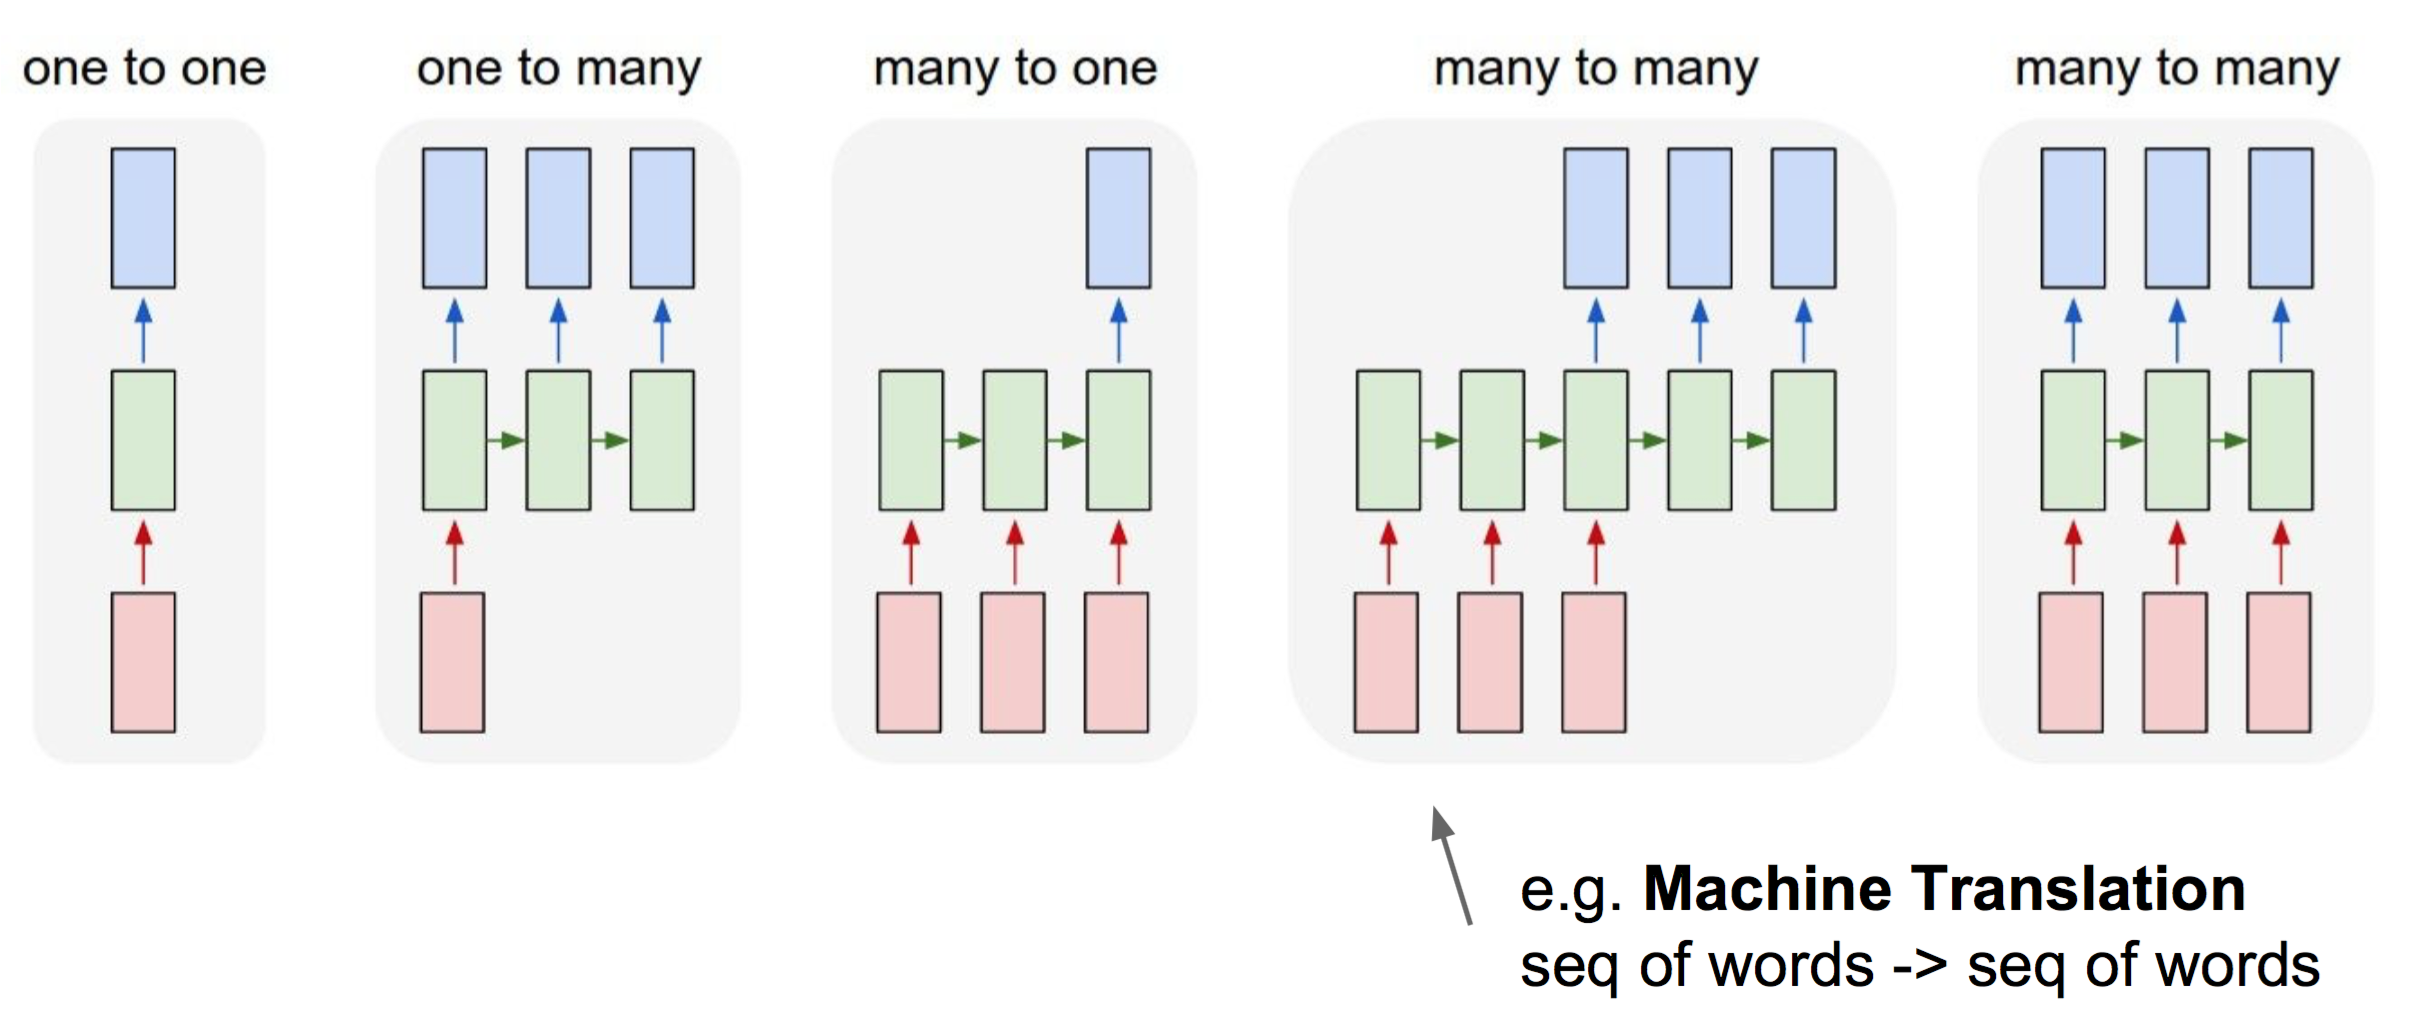 one to one
one to many
many to one
many to many
many to many
e.g. Machine Translation
seq of words -> seq of words